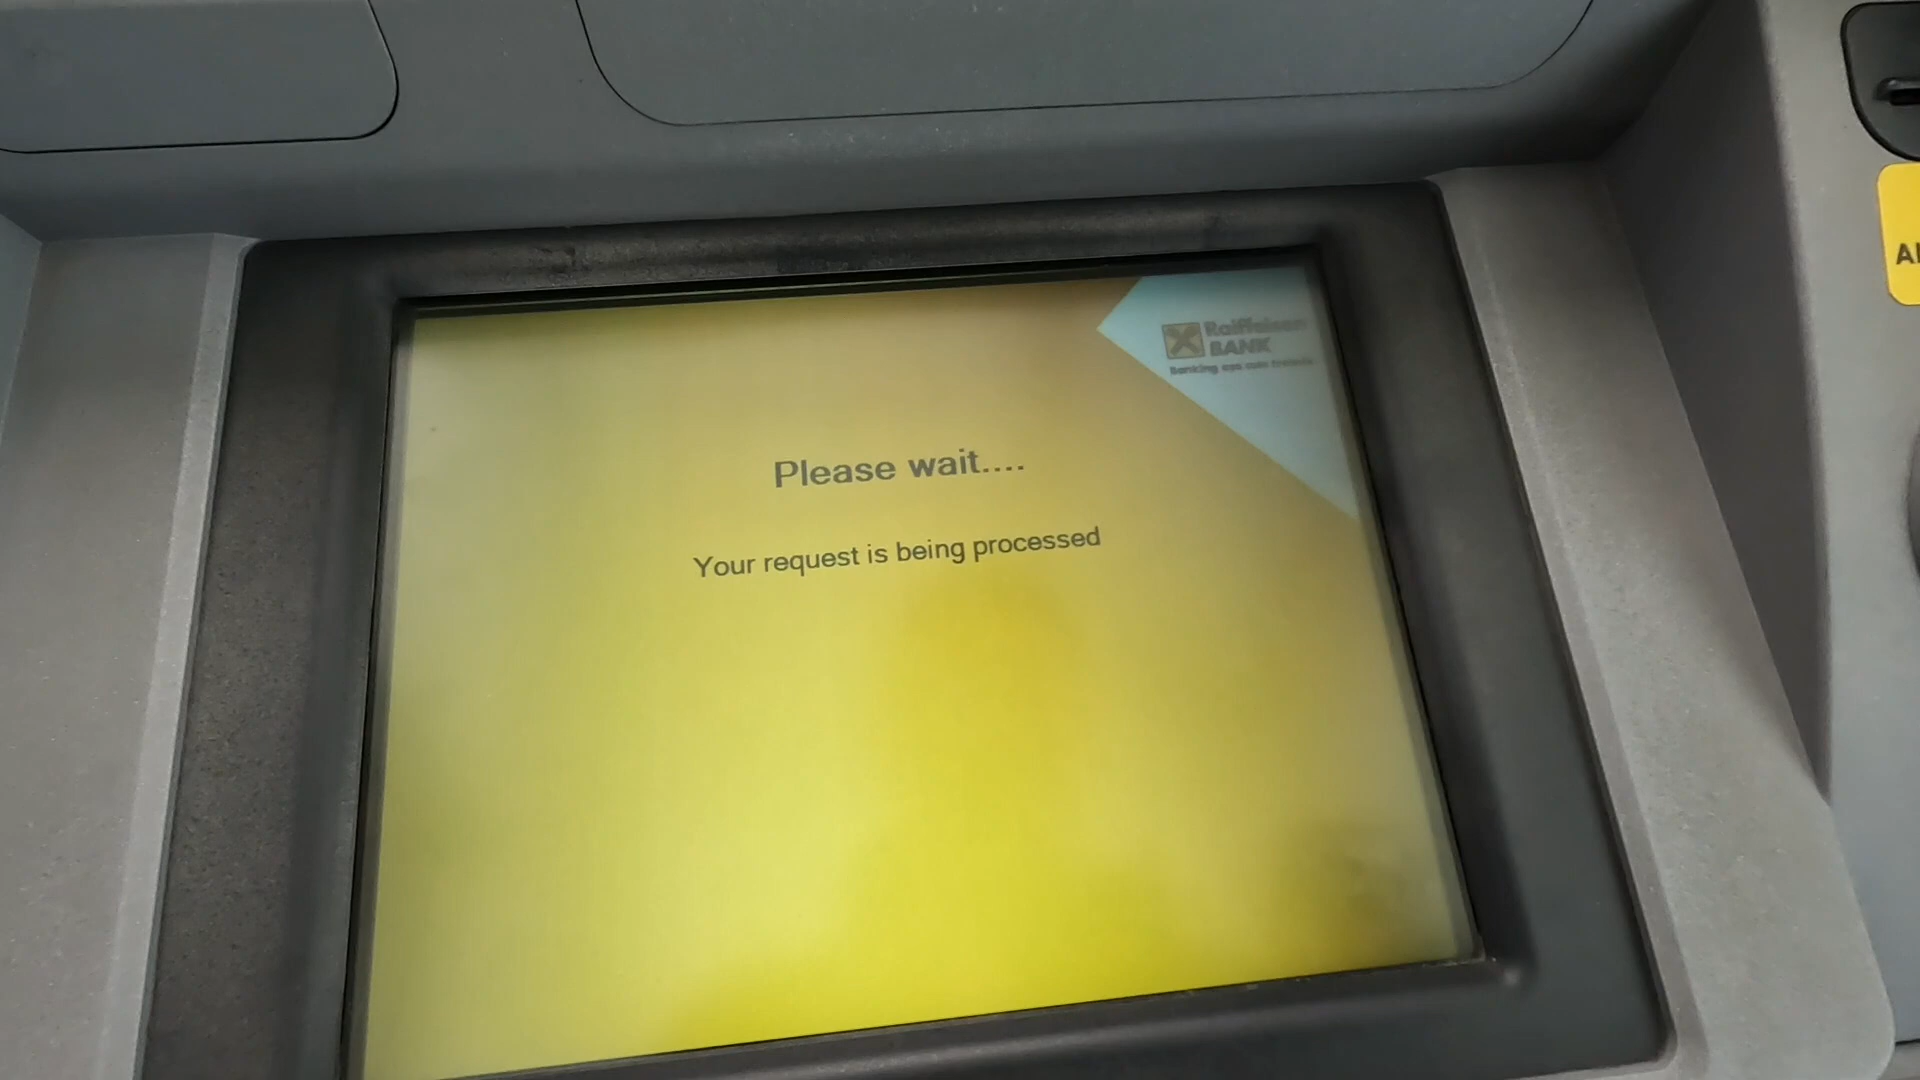 Raiffeisen
BANK
Please wait....
Your request is being processed